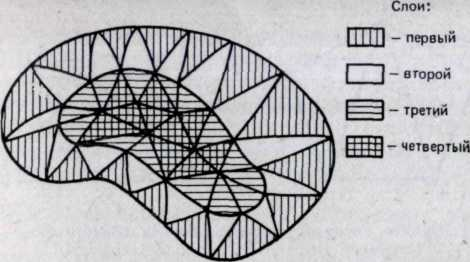 Слои:
– первый
– второй
– третий
– четвертый